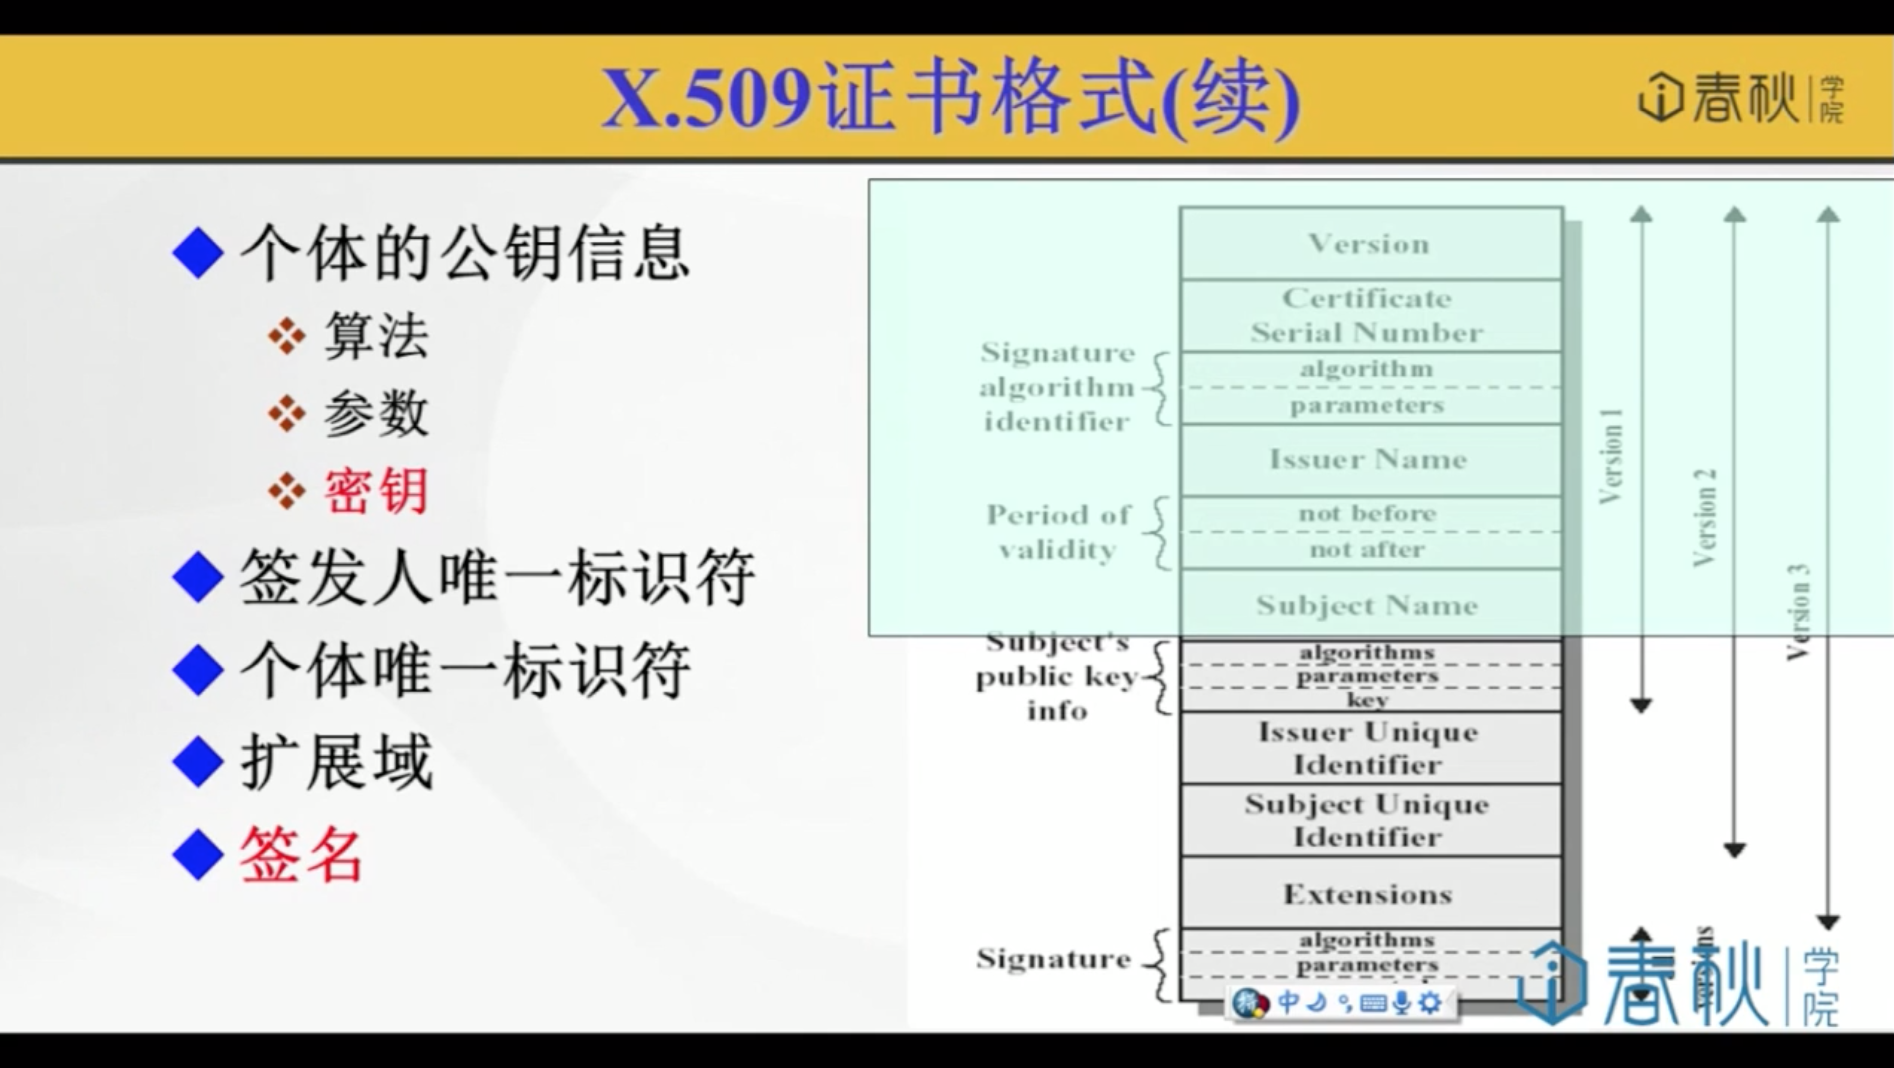 X.509证书格式(续)
春秋学院
个体的公钥信息
算法
参数
密钥
签发人唯一标识符
个体唯一标识符
扩展域
签名
Version
Certificate
Serial Number
Signature
algorithm
identifier
algorithm
parameters
Issuer Name
Period of
validity
not before
not after
Subject Name
Subject's
public key
info
algorithms
parameters
key
Issuer Unique
Identifier
Subject Unique
Identifier
Extensions
Signature
algorithms
parameters
Version 1
Version 2
Version 3
中
春秋学院